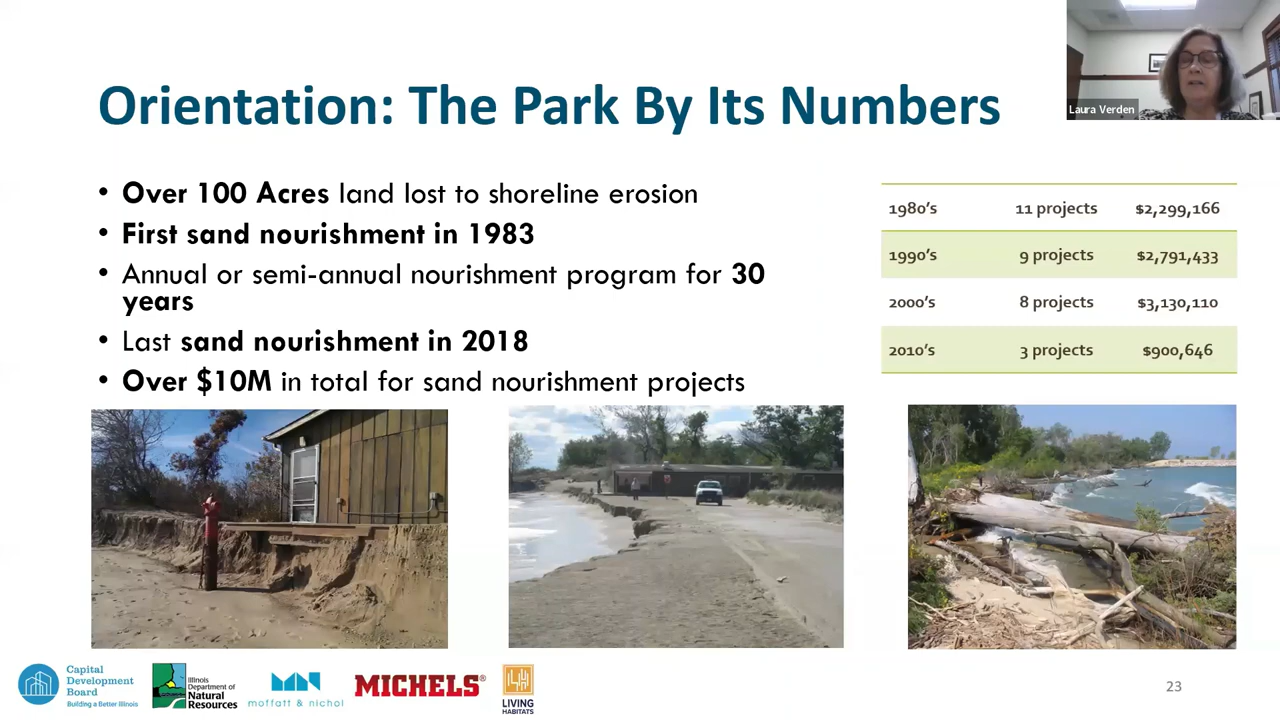 Orientation: The Park By Its Numbers
Laura Verden
• Over 100 Acres land lost to shoreline erosion
• First sand nourishment in 1983
• Annual or semi-annual nourishment program for 30
years
• Last sand nourishment in 2018
• Over $10M in total for sand nourishment projects
1980's 11 projects $2,299,166
1990's 9 projects $2,791,433
2000's 8 projects $3,130,110
2010's 3 projects $900,646
Capital
Development
Board
Building a Better Illinois
Illinois
Department of
Natural
Resources
moffatt & nichol
MICHELS®
LIVING
HABITATS
23